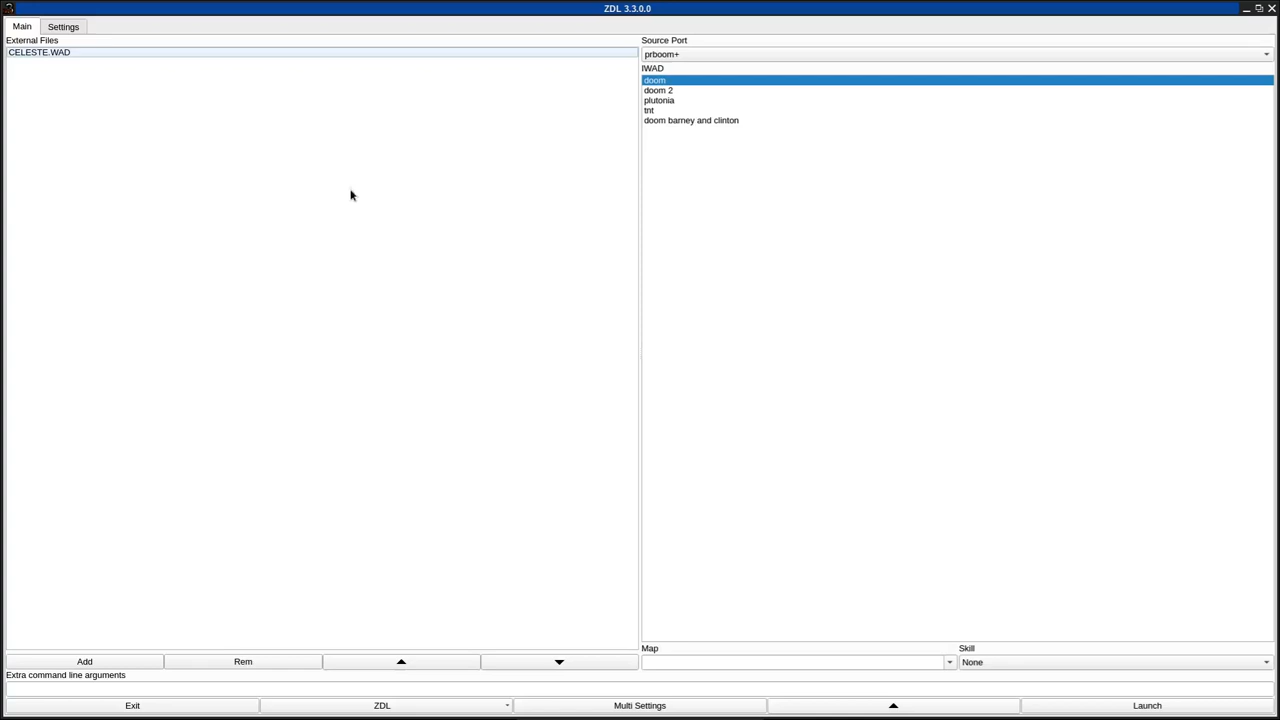 ZDL 3.3.0.0
Main Settings
External Files
CELESTE.WAD
Source Port
prboom+
IWAD
doom
doom 2
plutonia
tnt
doom barney and clinton
Add Rem
Map Skill
None
Extra command line arguments
Exit ZDL Multi Settings Launch